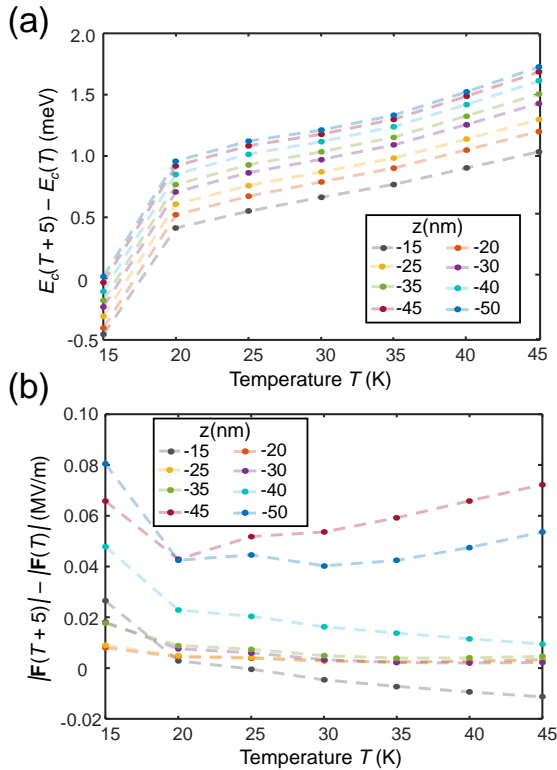 (a)
2.0
1.5
1.0
0.5
0
-0.5
E_c(T + 5) − E_c(T) (meV)
z(nm)
-15 -20
-25 -30
-35 -40
-45 -50
15 20 25 30 35 40 45
Temperature T (K)
(b)
0.10
0.08
0.06
0.04
0.02
0
-0.02
|F(T + 5)| − |F(T)| (MV/m)
z(nm)
-15 -20
-25 -30
-35 -40
-45 -50
15 20 25 30 35 40 45
Temperature T (K)